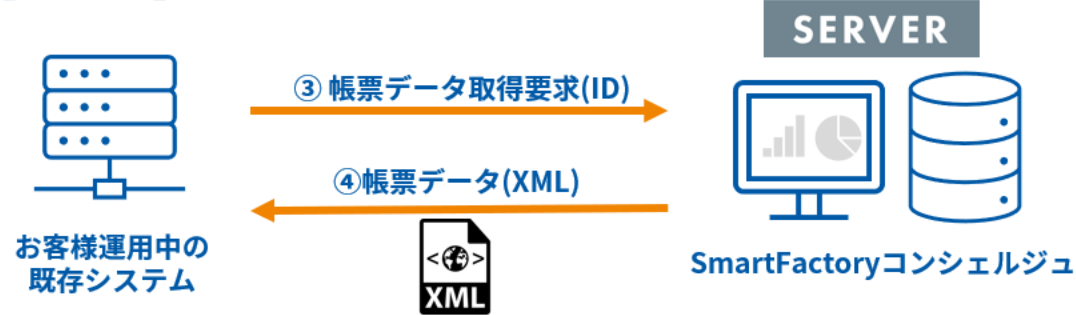 SERVER
③ 帳票データ取得要求(ID)
④帳票データ(XML)
<>
XML
お客様運用中の
既存システム
SmartFactoryコンシェルジュ